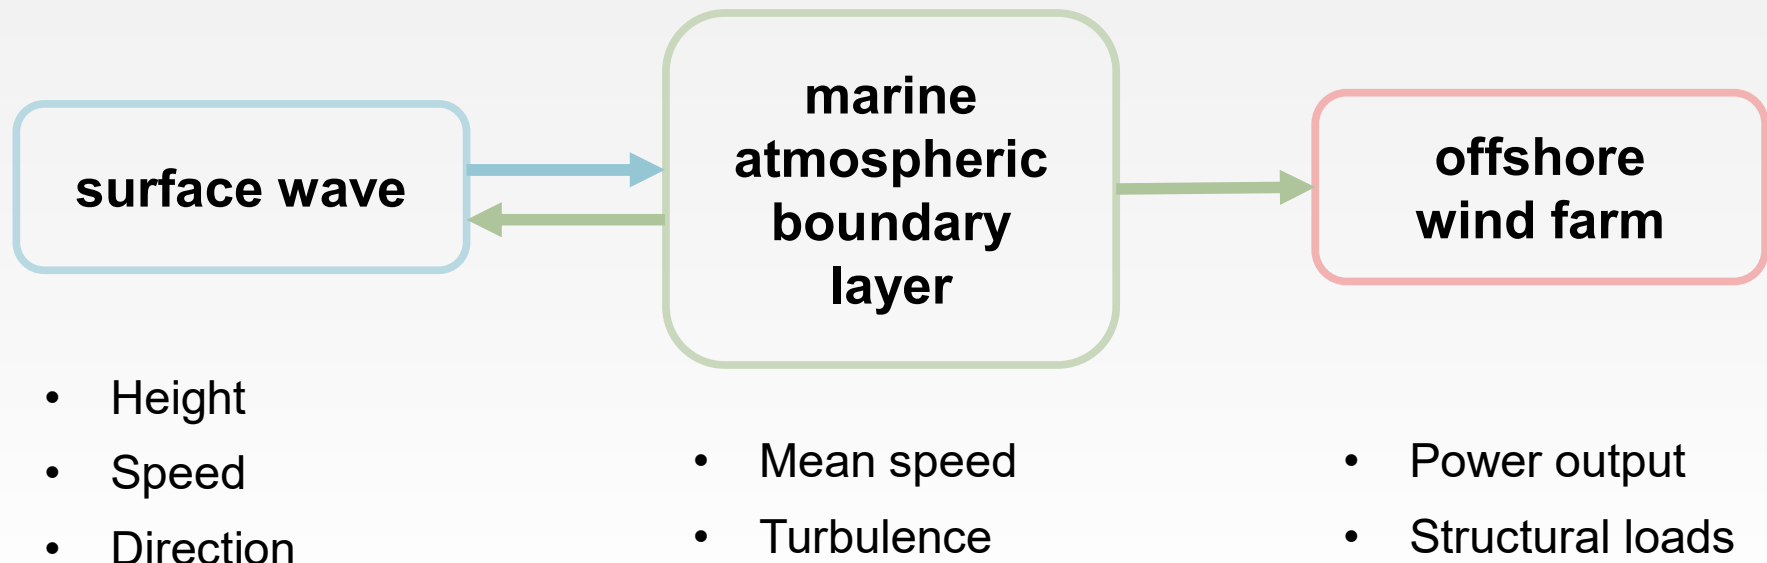 surface wave
marine
atmospheric
boundary
layer
offshore
wind farm
• Height
• Speed
• Direction
• Mean speed
• Turbulence
• Power output
• Structural loads